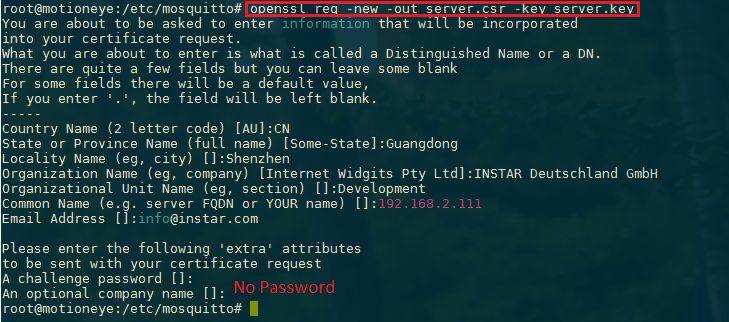 root@motioneye:/etc/mosquitto# openssl req -new -out server.csr -key server.key
You are about to be asked to enter information that will be incorporated
into your certificate request.
What you are about to enter is what is called a Distinguished Name or a DN.
There are quite a few fields but you can leave some blank
For some fields there will be a default value,
If you enter '.', the field will be left blank.
-----
Country Name (2 letter code) [AU]:CN
State or Province Name (full name) [Some-State]:Guangdong
Locality Name (eg, city) []:Shenzhen
Organization Name (eg, company) [Internet Widgits Pty Ltd]:INSTAR Deutschland GmbH
Organizational Unit Name (eg, section) []:Development
Common Name (e.g. server FQDN or YOUR name) []:192.168.2.111
Email Address []:info@instar.com

Please enter the following 'extra' attributes
to be sent with your certificate request
A challenge password []:
An optional company name []:
No Password
root@motioneye:/etc/mosquitto#